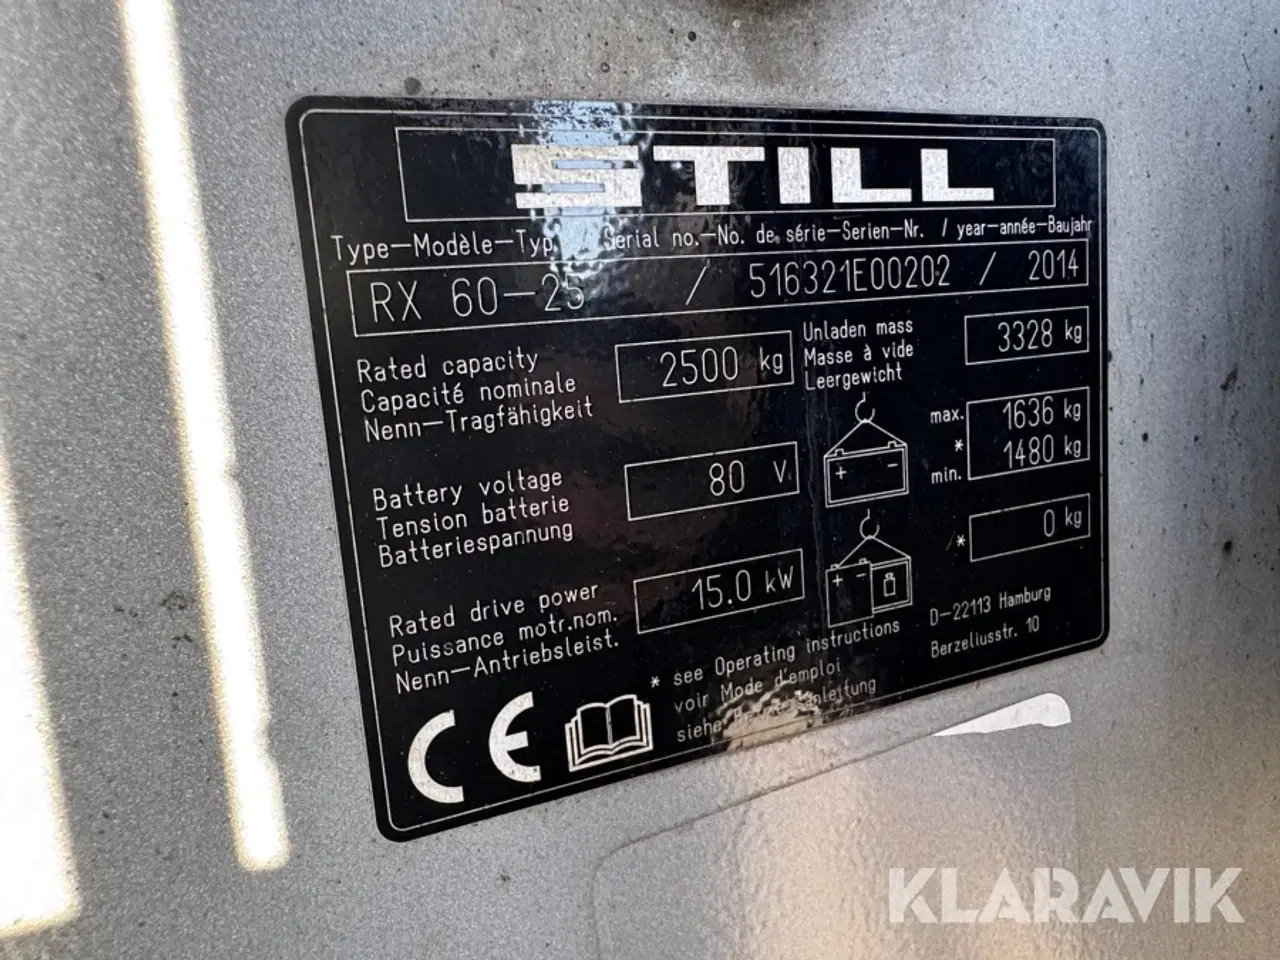 STILL
Type-Modèle-Typ / Serial no.-No. de série-Serien-Nr. / year-année-Baujahr
RX 60-25 / 516321E00202 / 2014
Rated capacity
Capacité nominale
Nenn-Tragfähigkeit
2500 kg
Unladen mass
Masse à vide
Leergewicht
3328 kg
Battery voltage
Tension batterie
Batteriespannung
80 V
+ -
max.
*
min.
1636 kg
1480 kg
Rated drive power
Puissance motr.nom.
Nenn-Antriebsleist.
15.0 kW
+ -
* 0 kg
D-22113 Hamburg
Berzeliusstr. 10
CE
* see Operating instructions
voir Mode d'emploi
siehe Betriebsanleitung
KLARAVIK